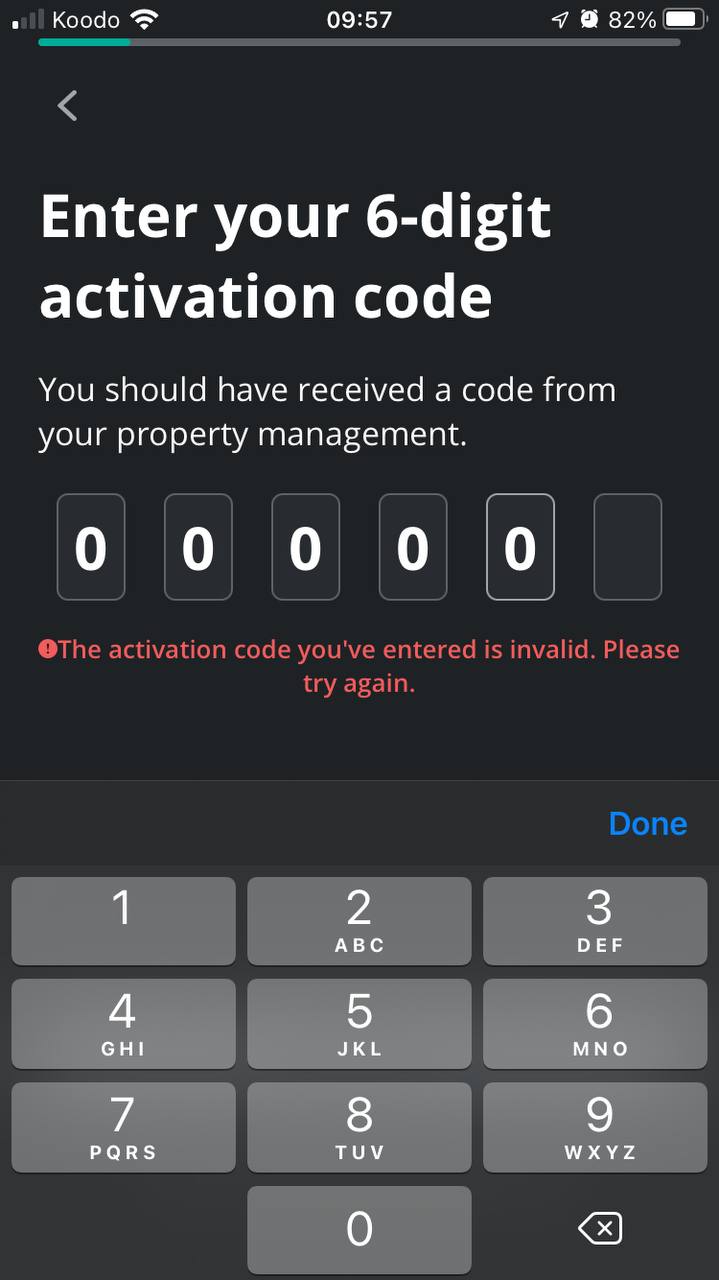 Koodo 09:57 82%
Enter your 6-digit
activation code
You should have received a code from
your property management.
0 0 0 0 0
The activation code you've entered is invalid. Please
try again.
Done
1 2 3
ABC DEF
4 5 6
GHI JKL MNO
7 8 9
PQRS TUV WXYZ
0